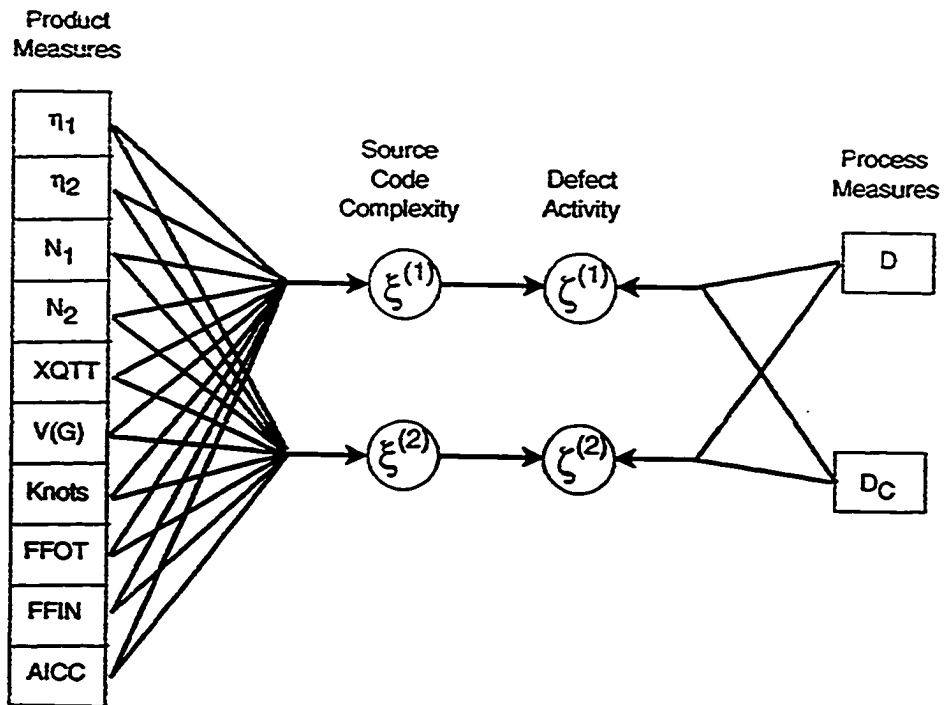 Product
Measures
η1
η2
N1
N2
XQTT
V(G)
Knots
FFOT
FFIN
AICC
Source
Code
Complexity
ξ(1)
ξ(2)
Defect
Activity
ζ(1)
ζ(2)
Process
Measures
D
DC